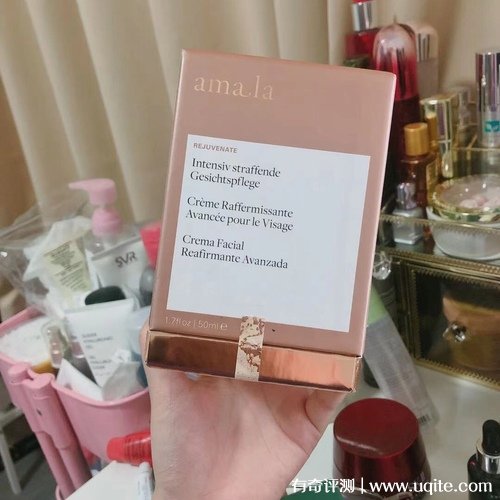 amala
REJUVENATE
Intensiv straffende
Gesichtspflege
Crème Raffermissante
Avancée pour le Visage
Crema Facial
Reafirmante Avanzada
1.7fl oz | 50ml e
SVR
有奇评测 | www.uqite.com